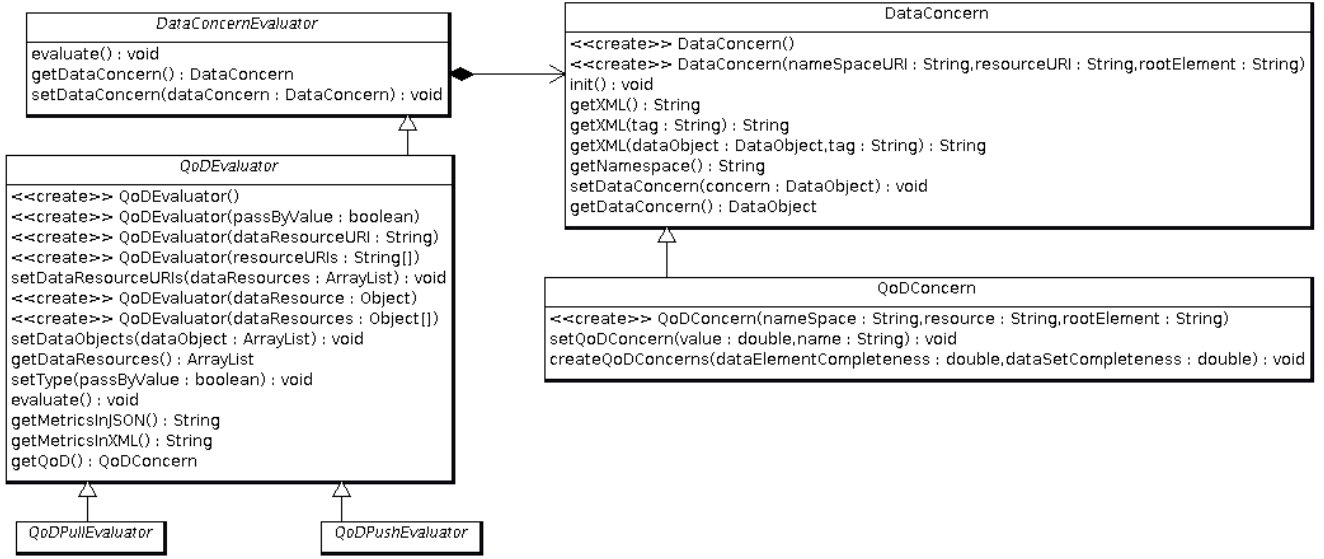 DataConcernEvaluator
evaluate() : void
getDataConcern() : DataConcern
setDataConcern(dataConcern : DataConcern) : void
DataConcern
<<create>> DataConcern()
<<create>> DataConcern(nameSpaceURI : String,resourceURI : String,rootElement : String)
init() : void
getXML() : String
getXML(tag : String) : String
getXML(dataObject : DataObject,tag : String) : String
getNamespace() : String
setDataConcern(concern : DataObject) : void
getDataConcern() : DataObject
QoDEvaluator
<<create>> QoDEvaluator()
<<create>> QoDEvaluator(passByValue : boolean)
<<create>> QoDEvaluator(dataResourceURI : String)
<<create>> QoDEvaluator(resourceURIs : String[])
setDataResourceURIs(dataResources : ArrayList) : void
<<create>> QoDEvaluator(dataResource : Object)
<<create>> QoDEvaluator(dataResources : Object[])
setDataObjects(dataObject : ArrayList) : void
getDataResources() : ArrayList
setType(passByValue : boolean) : void
evaluate() : void
getMetricsInJSON() : String
getMetricsInXML() : String
getQoD() : QoDConcern
QoDConcern
<<create>> QoDConcern(nameSpace : String,resource : String,rootElement : String)
setQoDConcern(value : double,name : String) : void
createQoDConcerns(dataElementCompleteness : double,dataSetCompleteness : double) : void
QoDPullEvaluator
QoDPushEvaluator